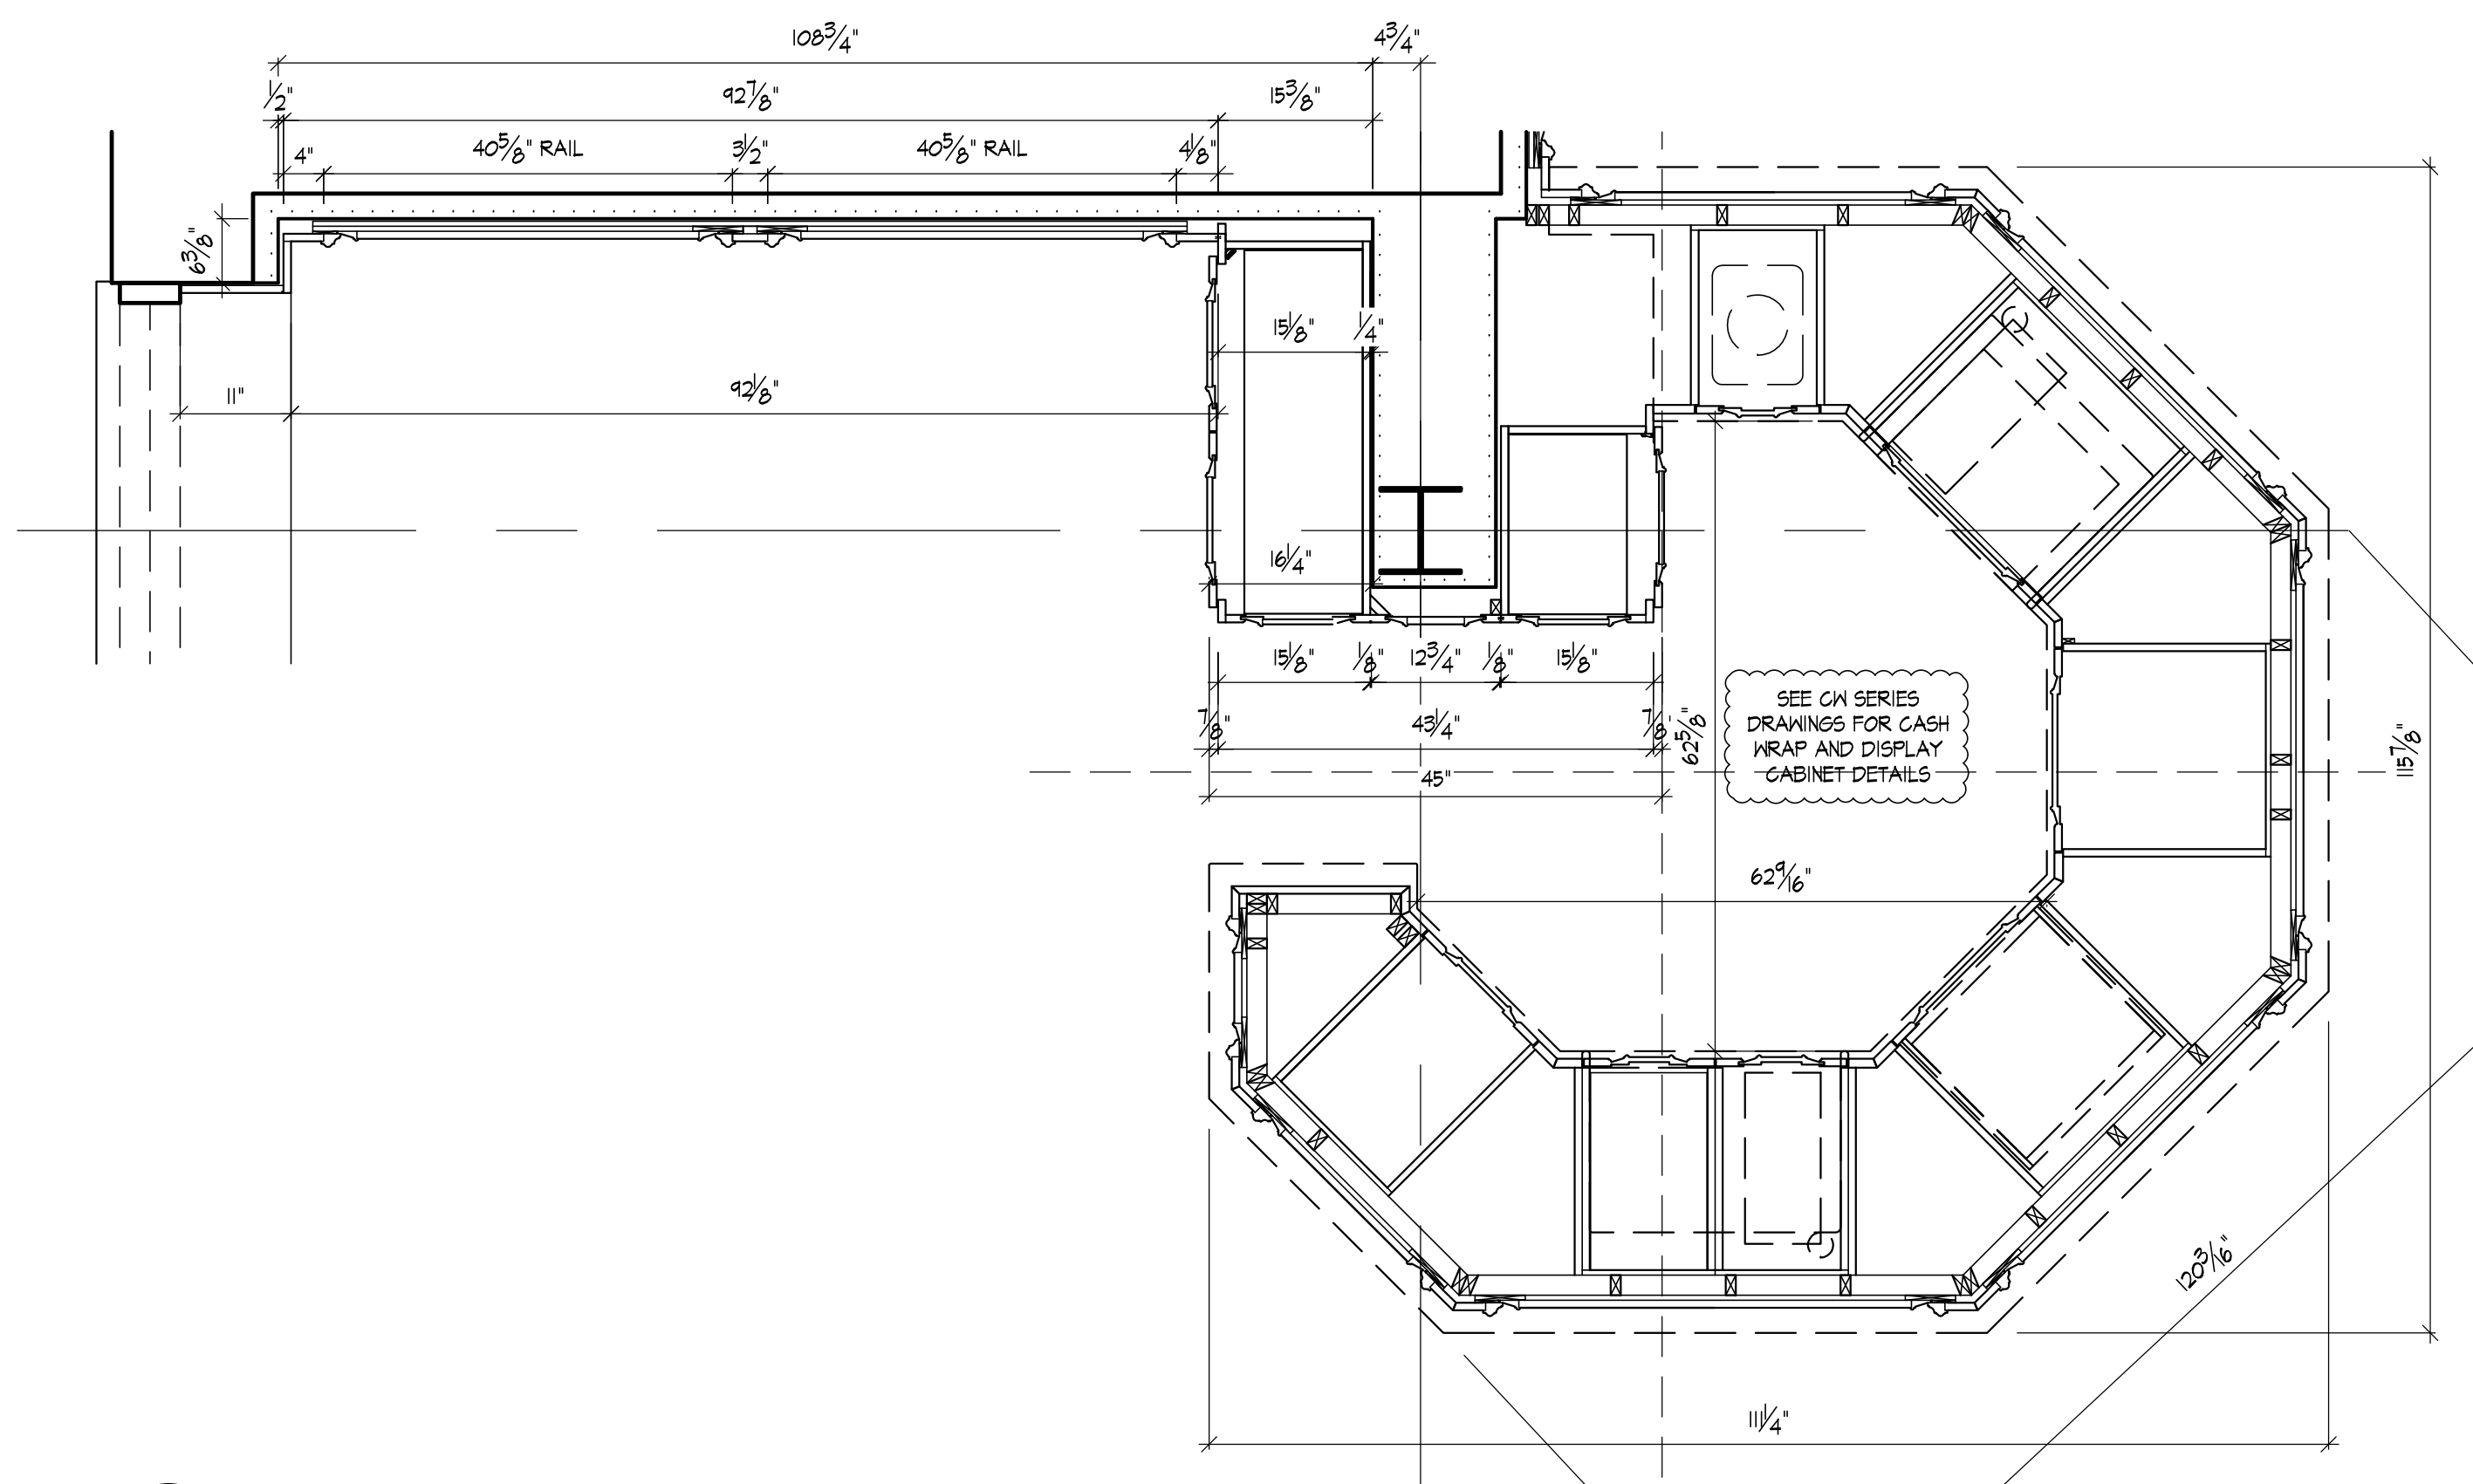 108 3/4" 4 3/4"
1/2" 92 7/8" 15 3/8"
4" 40 5/8" RAIL 3 1/2" 40 5/8" RAIL 4 1/8"
6 3/8"
15 1/8" 1/4"
11" 92 1/8"
16 1/4"
15 1/8" 1/8" 12 3/4" 1/8" 15 1/8"
7/8" 43 1/4" 7/8"
62 5/8"
45"
SEE CW SERIES
DRAWINGS FOR CASH
WRAP AND DISPLAY
CABINET DETAILS
115 7/8"
62 9/16"
120 3/16"
111 1/4"